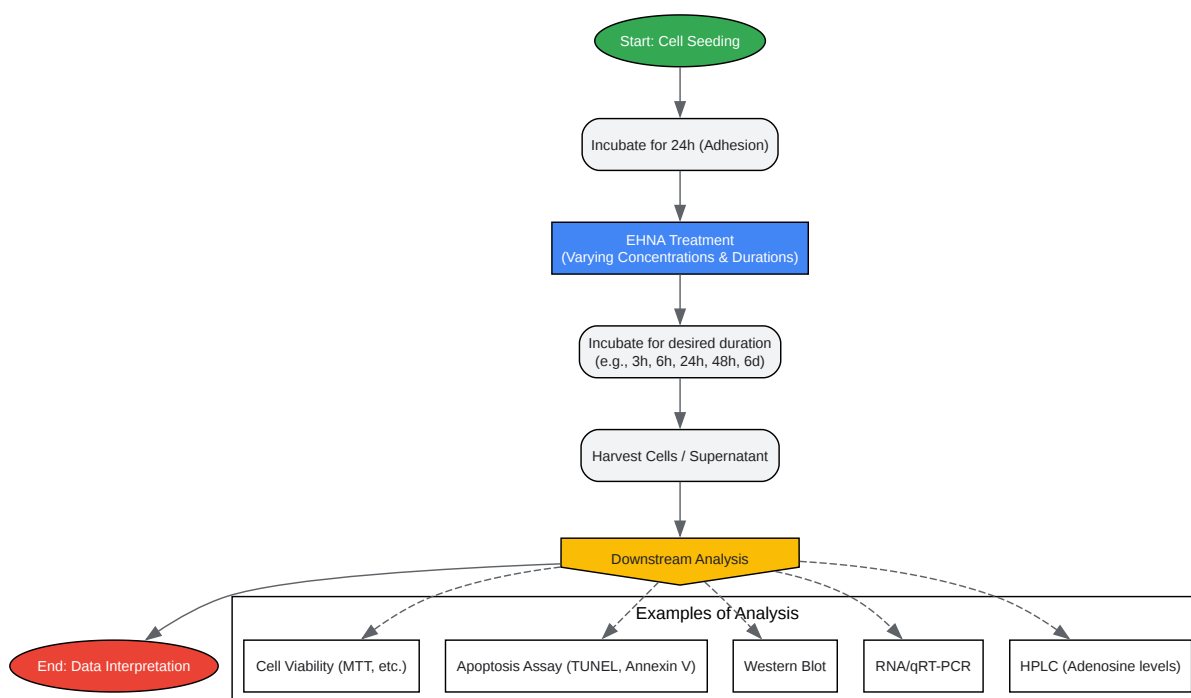 Start: Cell Seeding
Incubate for 24h (Adhesion)
EHNA Treatment
(Varying Concentrations & Durations)
Incubate for desired duration
(e.g., 3h, 6h, 24h, 48h, 6d)
Harvest Cells / Supernatant
Downstream Analysis
Examples of Analysis
End: Data Interpretation
Cell Viability (MTT, etc.)
Apoptosis Assay (TUNEL, Annexin V)
Western Blot
RNA/qRT-PCR
HPLC (Adenosine levels)